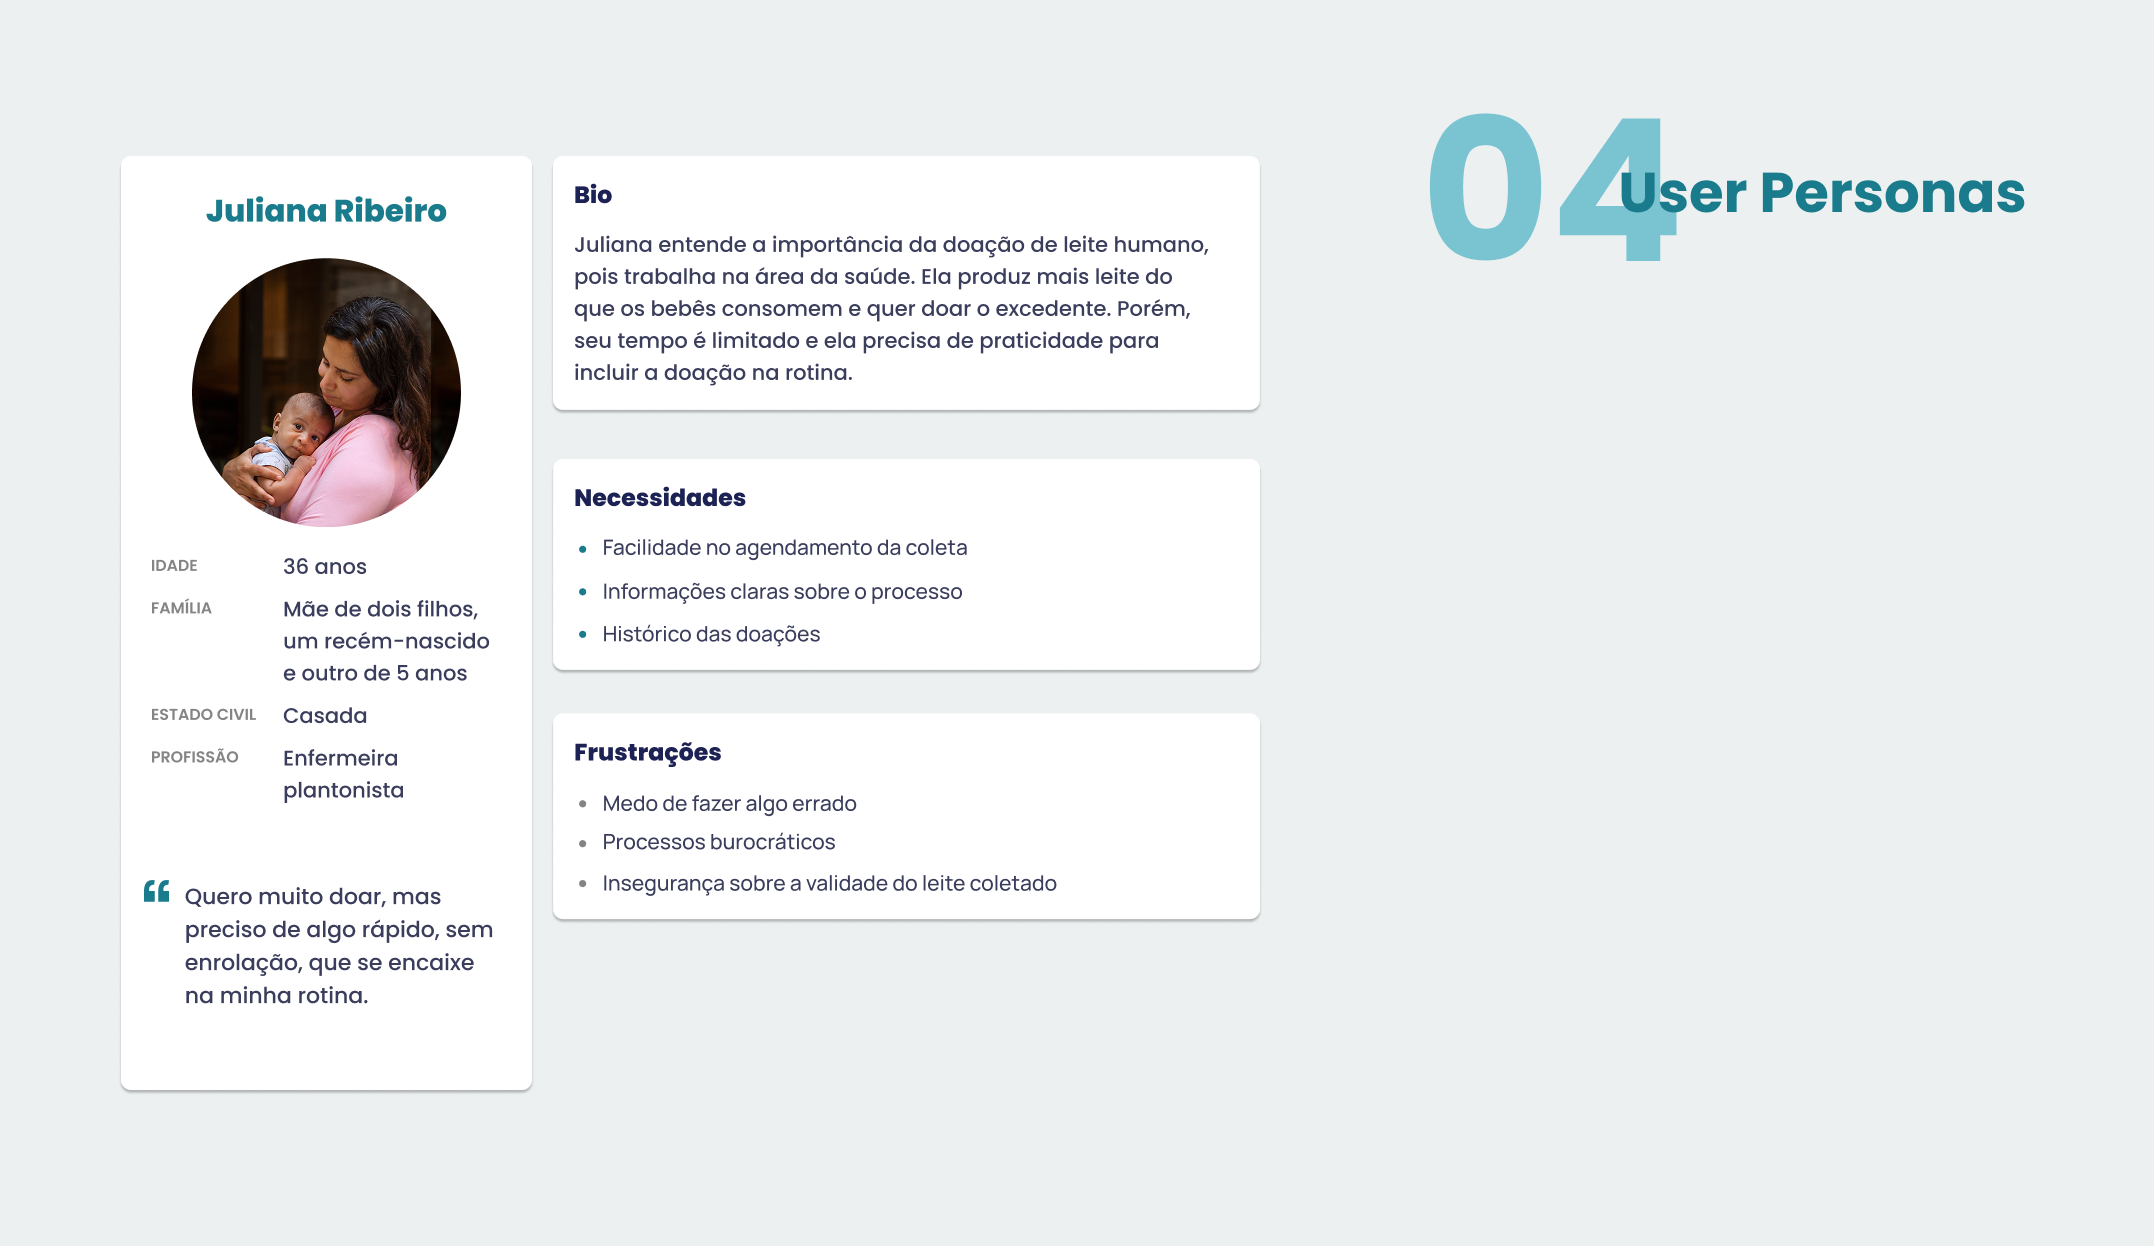 04
User Personas
Juliana Ribeiro
IDADE 36 anos
FAMÍLIA Mãe de dois filhos,
um recém-nascido
e outro de 5 anos
ESTADO CIVIL Casada
PROFISSÃO Enfermeira
plantonista
“ Quero muito doar, mas
preciso de algo rápido, sem
enrolação, que se encaixe
na minha rotina.
Bio
Juliana entende a importância da doação de leite humano,
pois trabalha na área da saúde. Ela produz mais leite do
que os bebês consomem e quer doar o excedente. Porém,
seu tempo é limitado e ela precisa de praticidade para
incluir a doação na rotina.
Necessidades
• Facilidade no agendamento da coleta
• Informações claras sobre o processo
• Histórico das doações
Frustrações
• Medo de fazer algo errado
• Processos burocráticos
• Insegurança sobre a validade do leite coletado